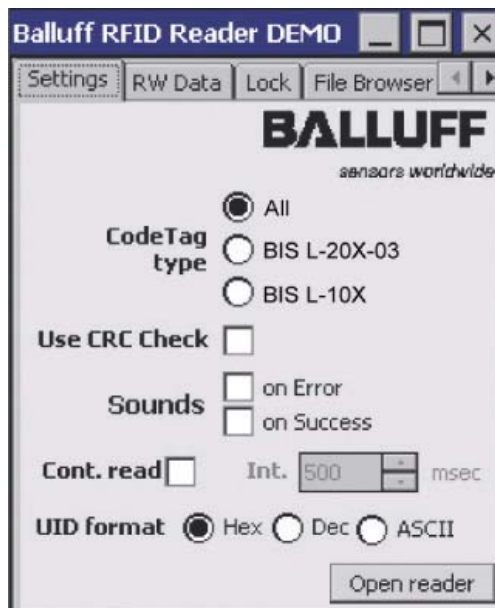 Balluff RFID Reader DEMO
Settings RW Data Lock File Browser
BALLUFF
sensors worldwide
All
CodeTag type
BIS L-20X-03
BIS L-10X
Use CRC Check
Sounds
on Error
on Success
Cont. read Int. 500 msec
UID format Hex Dec ASCII
Open reader